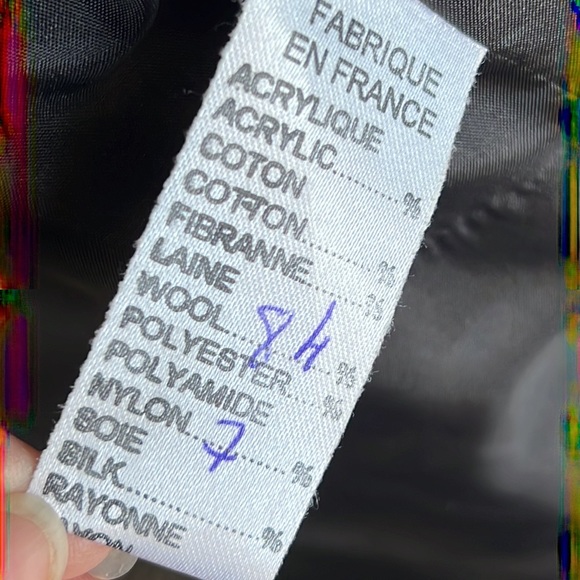 FABRIQUE
EN FRANCE
ACRYLIQUE
ACRYLIC..........%
COTON
COTTON..........%
FIBRANNE........%
LAINE
WOOL...84...%
POLYESTER.....%
POLYAMIDE
NYLON...7......%
SOIE
SILK................%
RAYONNE